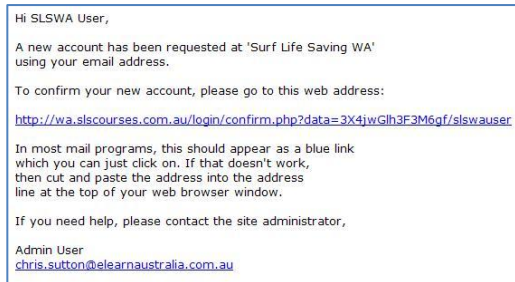 Hi SLSWA User,
A new account has been requested at 'Surf Life Saving WA'
using your email address.
To confirm your new account, please go to this web address:
http://wa.slscourses.com.au/login/confirm.php?data=3X4jwGlh3F3M6gf/slswauser
In most mail programs, this should appear as a blue link
which you can just click on. If that doesn't work,
then cut and paste the address into the address
line at the top of your web browser window.
If you need help, please contact the site administrator,
Admin User
chris.sutton@elearnaustralia.com.au